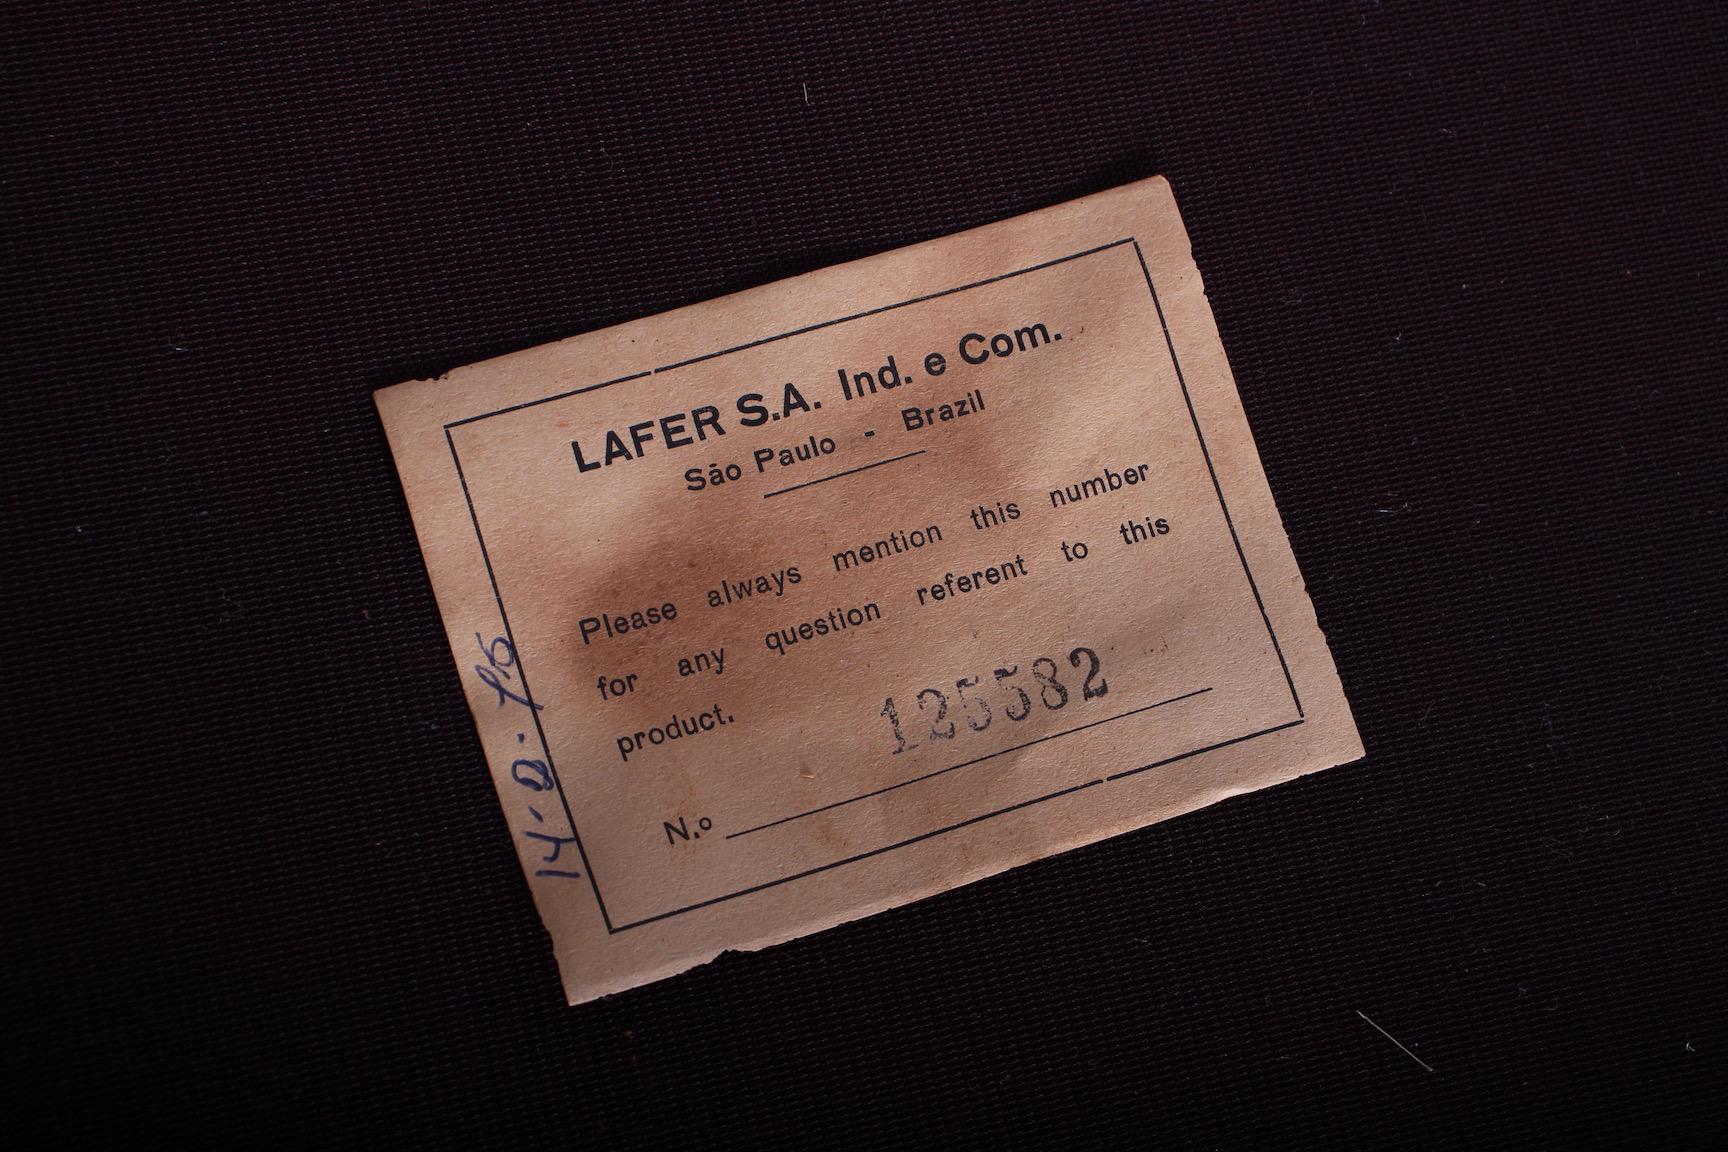 LAFER S.A. Ind. e Com.
São Paulo - Brazil
Please always mention this number
for any question referent to this
product.
125582
N.º